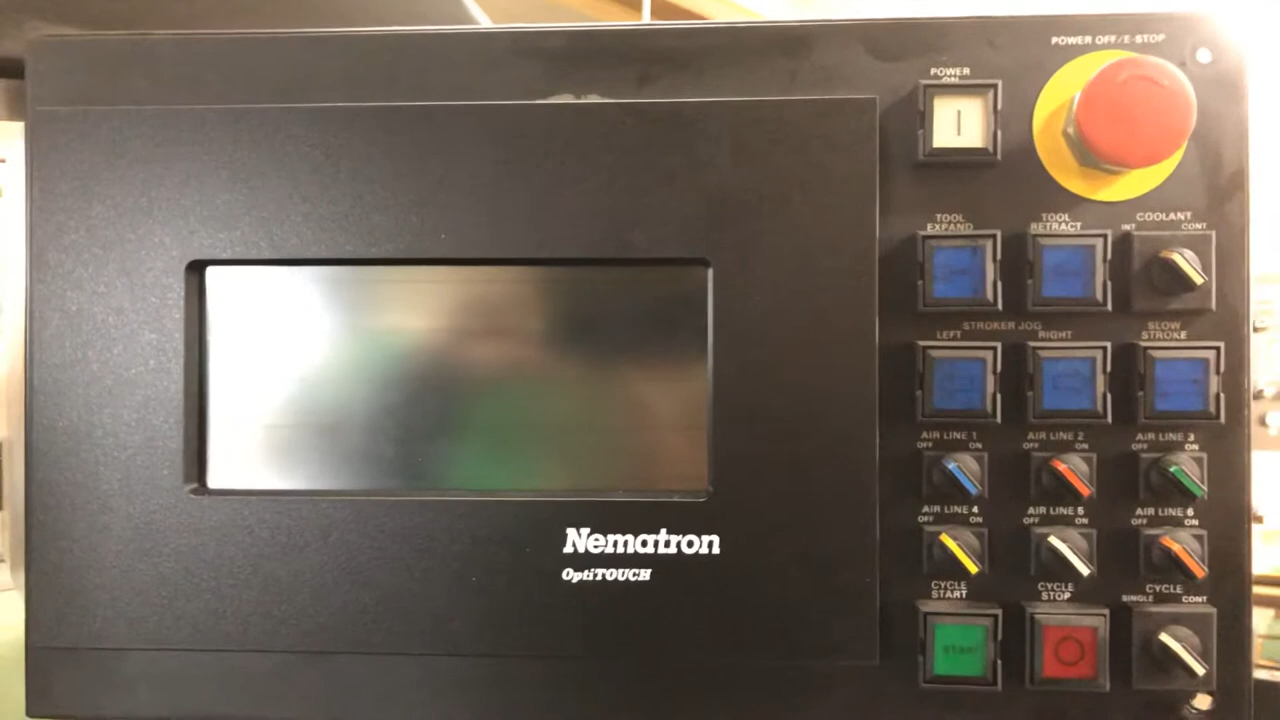 POWER OFF/E-STOP
POWER
ON
I
TOOL
EXPAND
TOOL
RETRACT
COOLANT
INT CONT
STROKER JOG
LEFT
RIGHT
SLOW
STROKE
AIR LINE 1
OFF ON
AIR LINE 2
OFF ON
AIR LINE 3
OFF ON
AIR LINE 4
OFF ON
AIR LINE 5
OFF ON
AIR LINE 6
OFF ON
Nematron
OptiTOUCH
CYCLE
START
CYCLE
STOP
CYCLE
SINGLE CONT
START